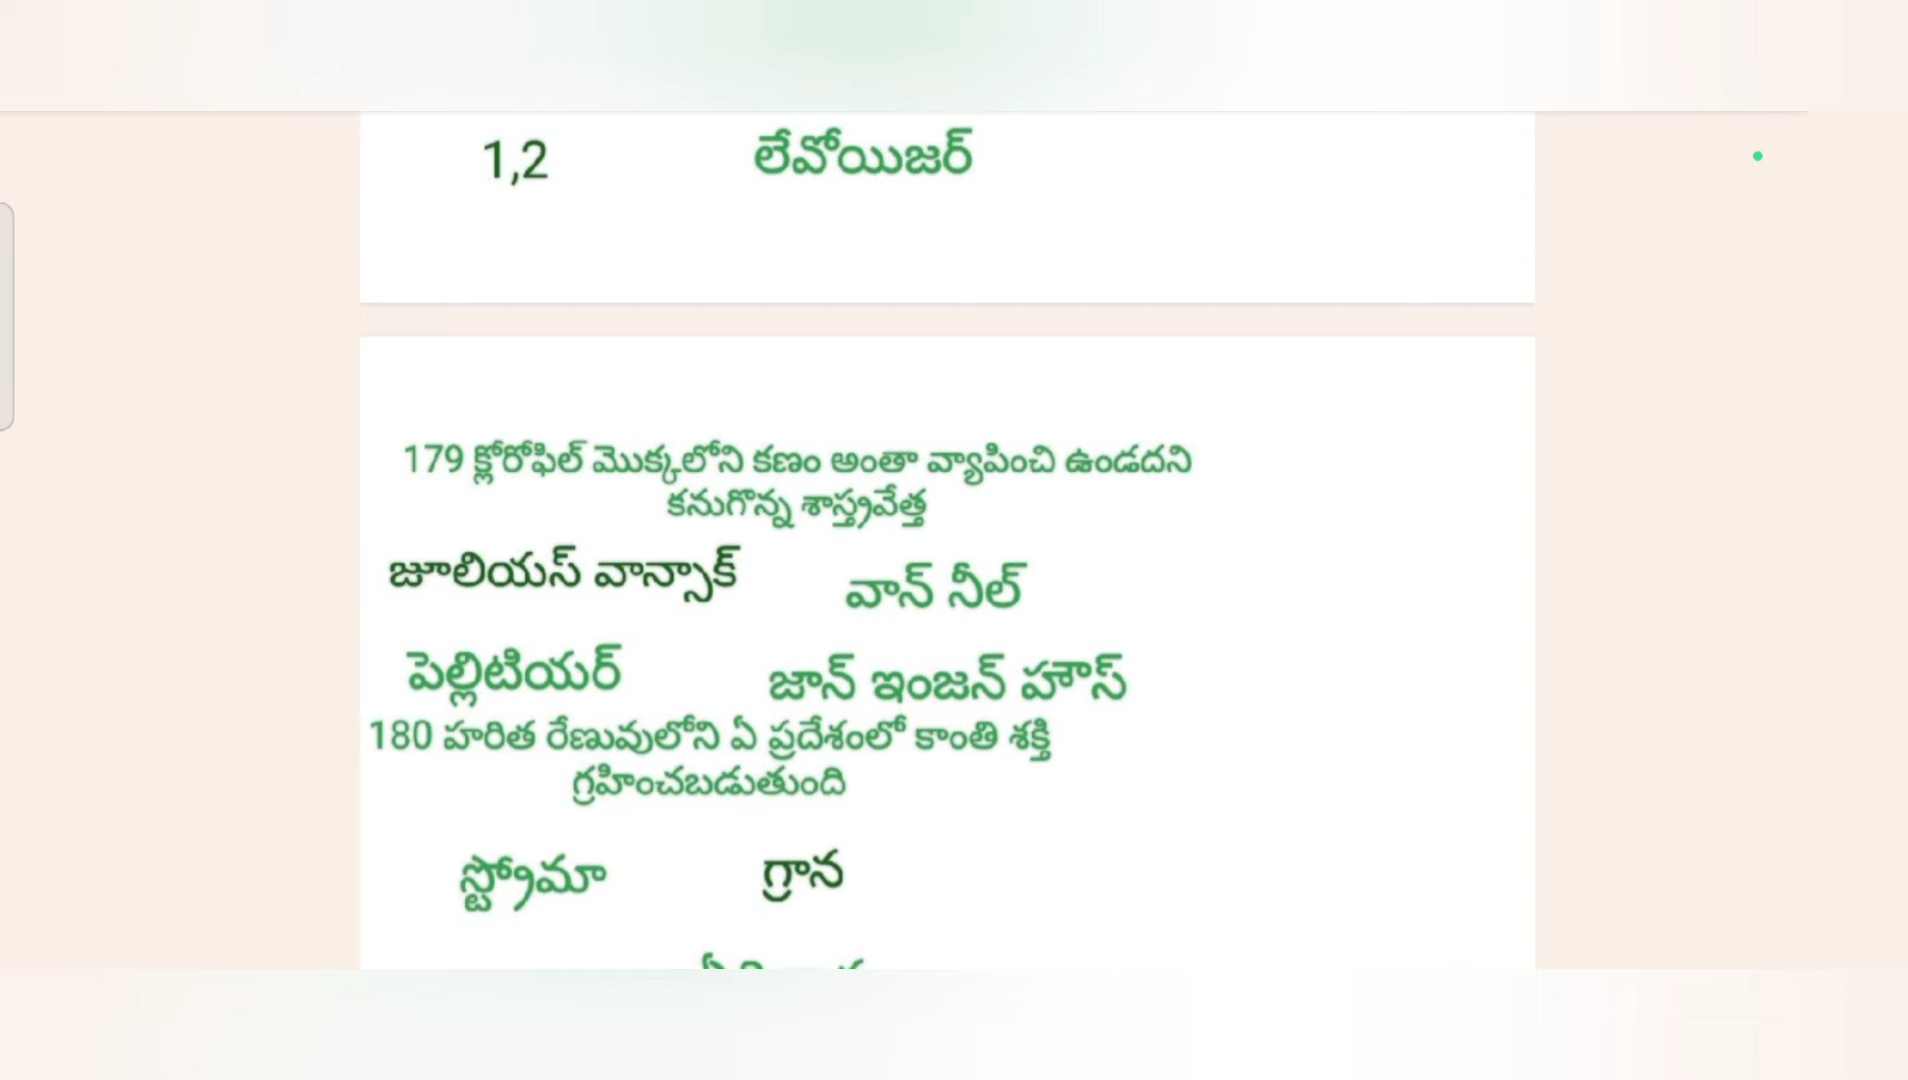 1,2 లేవోయిజర్
179 క్లోరోఫిల్ మొక్కలోని కణం అంతా వ్యాపించి ఉండదని
కనుగొన్న శాస్త్రవేత్త
జూలియస్ వాన్సాక్ వాన్ నీల్
పెల్లిటియర్ జాన్ ఇంజన్ హౌస్
180 హరిత రేణువులోని ఏ ప్రదేశంలో కాంతి శక్తి
గ్రహించబడుతుంది
స్ట్రోమా గ్రాన